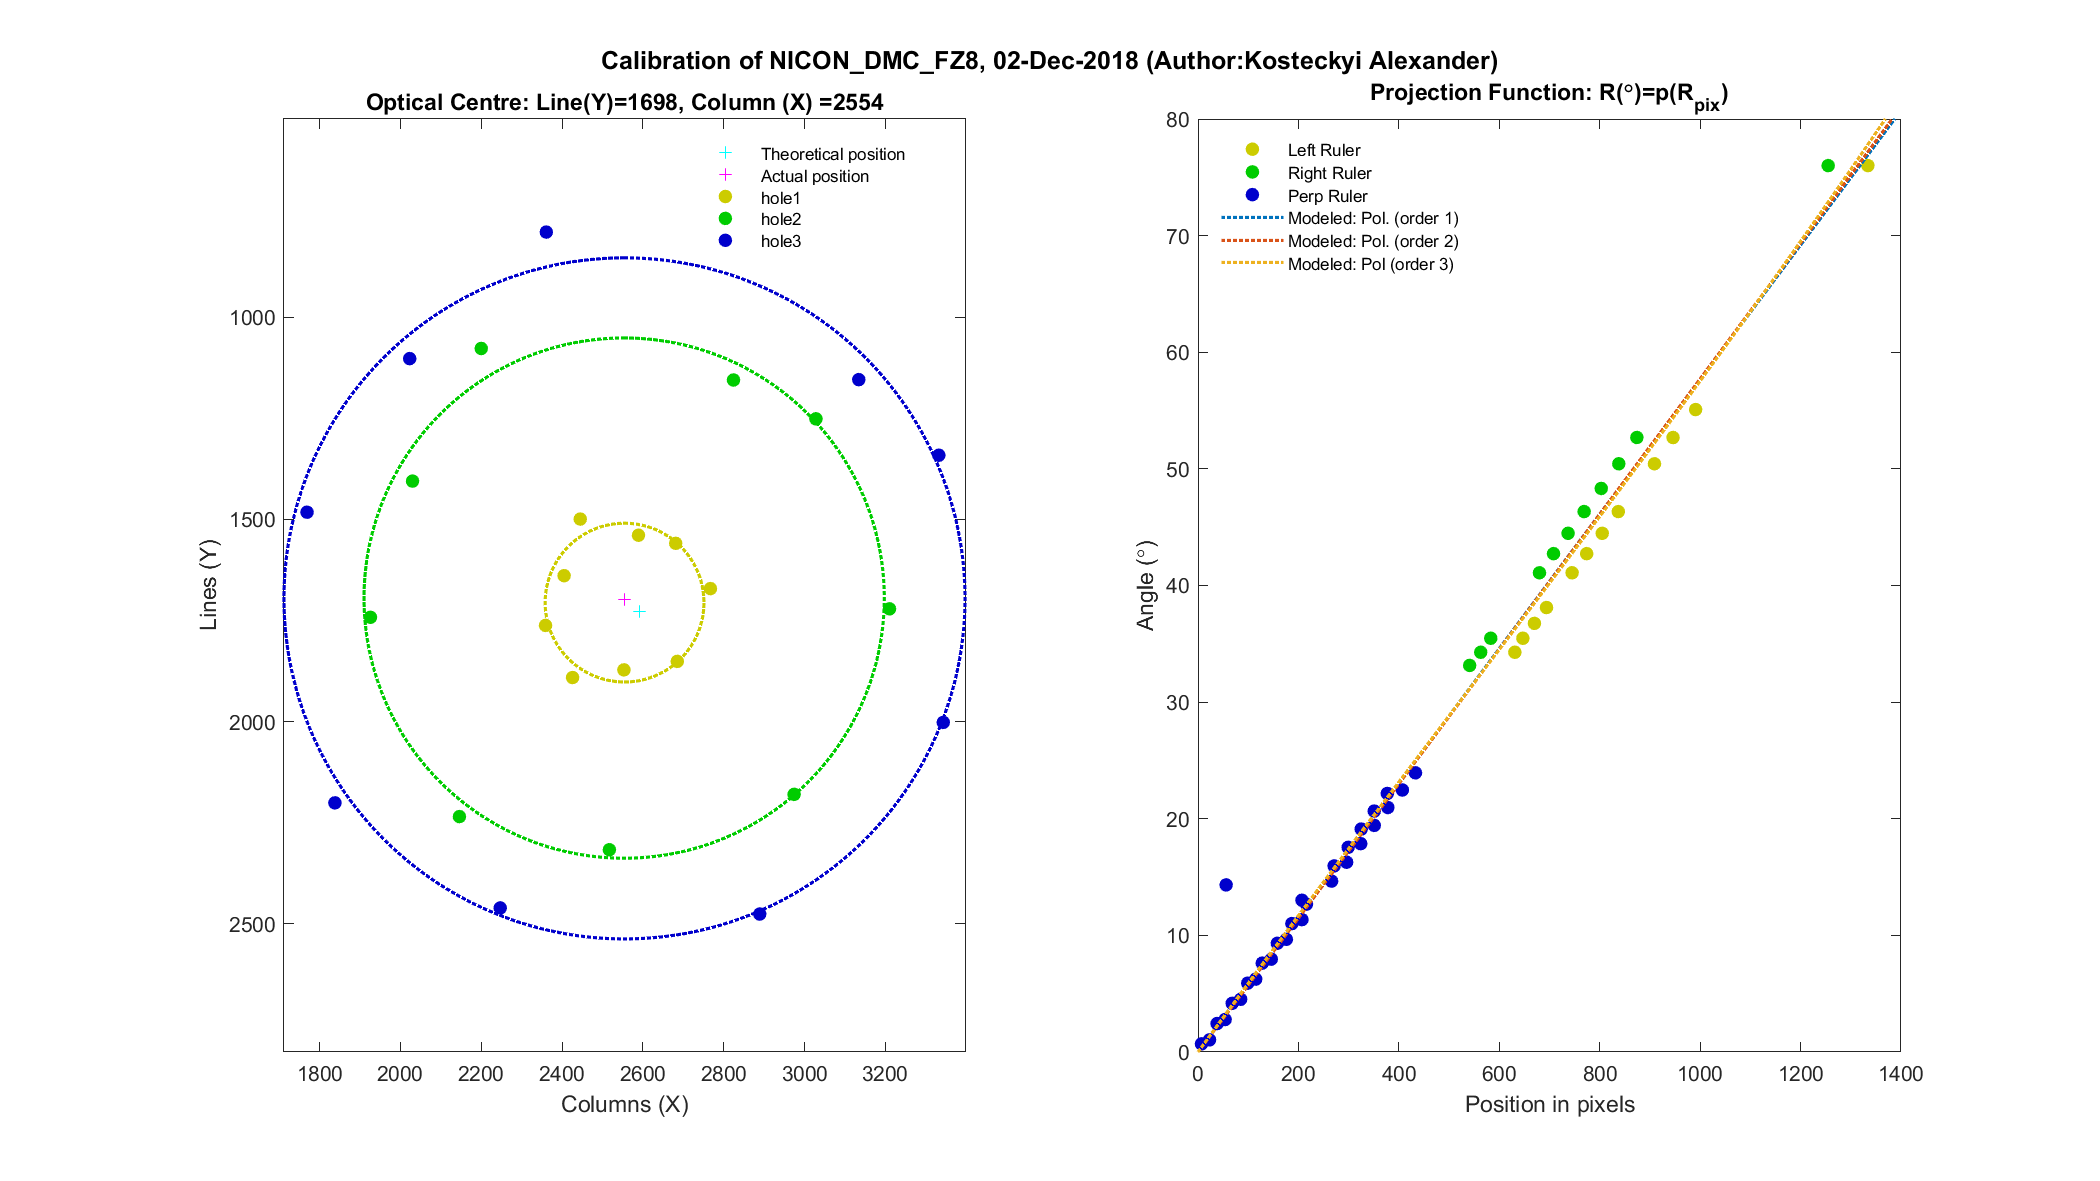 Calibration of NICON_DMC_FZ8, 02-Dec-2018 (Author:Kosteckyi Alexander)
Optical Centre: Line(Y)=1698, Column (X) =2554
Theoretical position
Actual position
hole1
hole2
hole3
1000
1500
2000
2500
Lines (Y)
1800 2000 2200 2400 2600 2800 3000 3200
Columns (X)
Projection Function: R(°)=p(R_pix)
Left Ruler
Right Ruler
Perp Ruler
Modeled: Pol. (order 1)
Modeled: Pol. (order 2)
Modeled: Pol (order 3)
80
70
60
50
40
30
20
10
0
Angle (°)
0 200 400 600 800 1000 1200 1400
Position in pixels